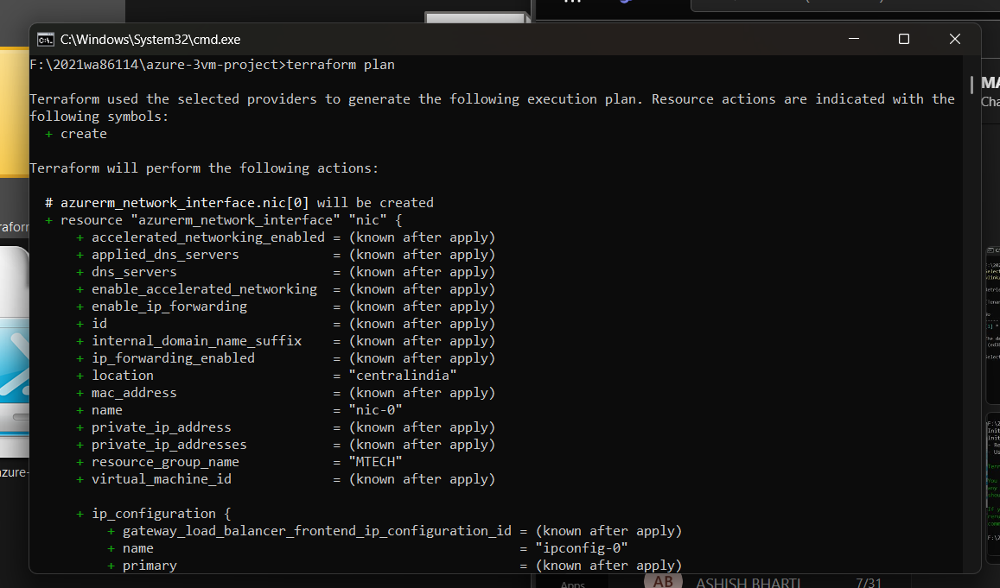 C:\Windows\System32\cmd.exe
F:\2021wa86114\azure-3vm-project>terraform plan
Terraform used the selected providers to generate the following execution plan. Resource actions are indicated with the
following symbols:
+ create
Terraform will perform the following actions:
# azurerm_network_interface.nic[0] will be created
+ resource "azurerm_network_interface" "nic" {
+ accelerated_networking_enabled = (known after apply)
+ applied_dns_servers = (known after apply)
+ dns_servers = (known after apply)
+ enable_accelerated_networking = (known after apply)
+ enable_ip_forwarding = (known after apply)
+ id = (known after apply)
+ internal_domain_name_suffix = (known after apply)
+ ip_forwarding_enabled = (known after apply)
+ location = "centralindia"
+ mac_address = (known after apply)
+ name = "nic-0"
+ private_ip_address = (known after apply)
+ private_ip_addresses = (known after apply)
+ resource_group_name = "MTECH"
+ virtual_machine_id = (known after apply)
+ ip_configuration {
+ gateway_load_balancer_frontend_ip_configuration_id = (known after apply)
+ name = "ipconfig-0"
+ primary = (known after apply)
Apps
AB
ASHISH BHARTI
7/31